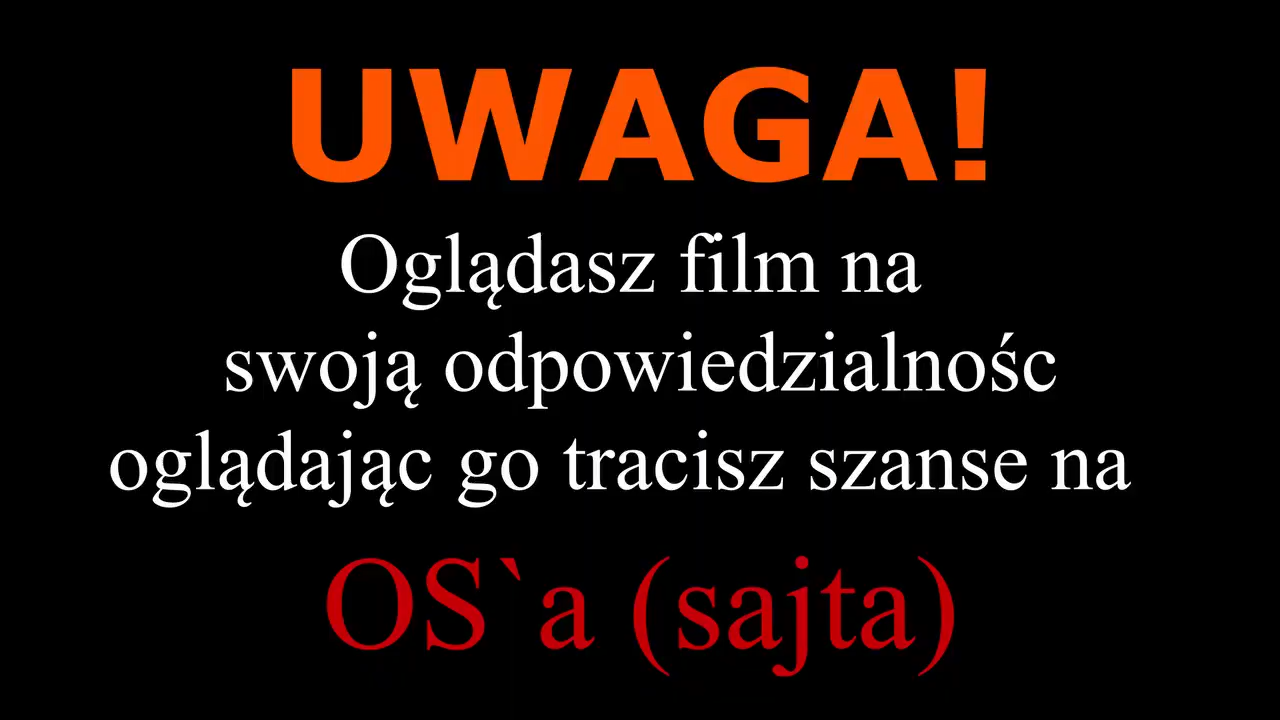 UWAGA!
Oglądasz film na
swoją odpowiedzialnośc
oglądając go tracisz szanse na
OS`a (sajta)